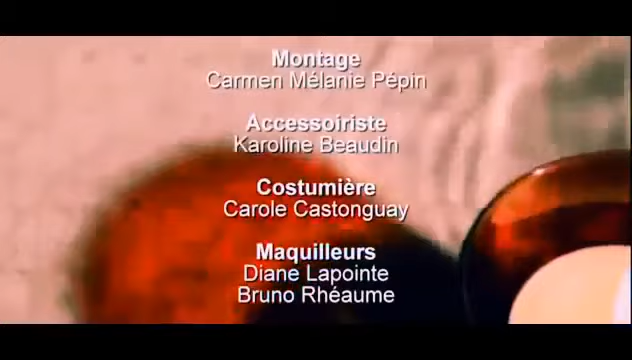 Montage
Carmen Mélanie Pépin
Accessoiriste
Karoline Beaudin
Costumière
Carole Castonguay
Maquilleurs
Diane Lapointe
Bruno Rhéaume